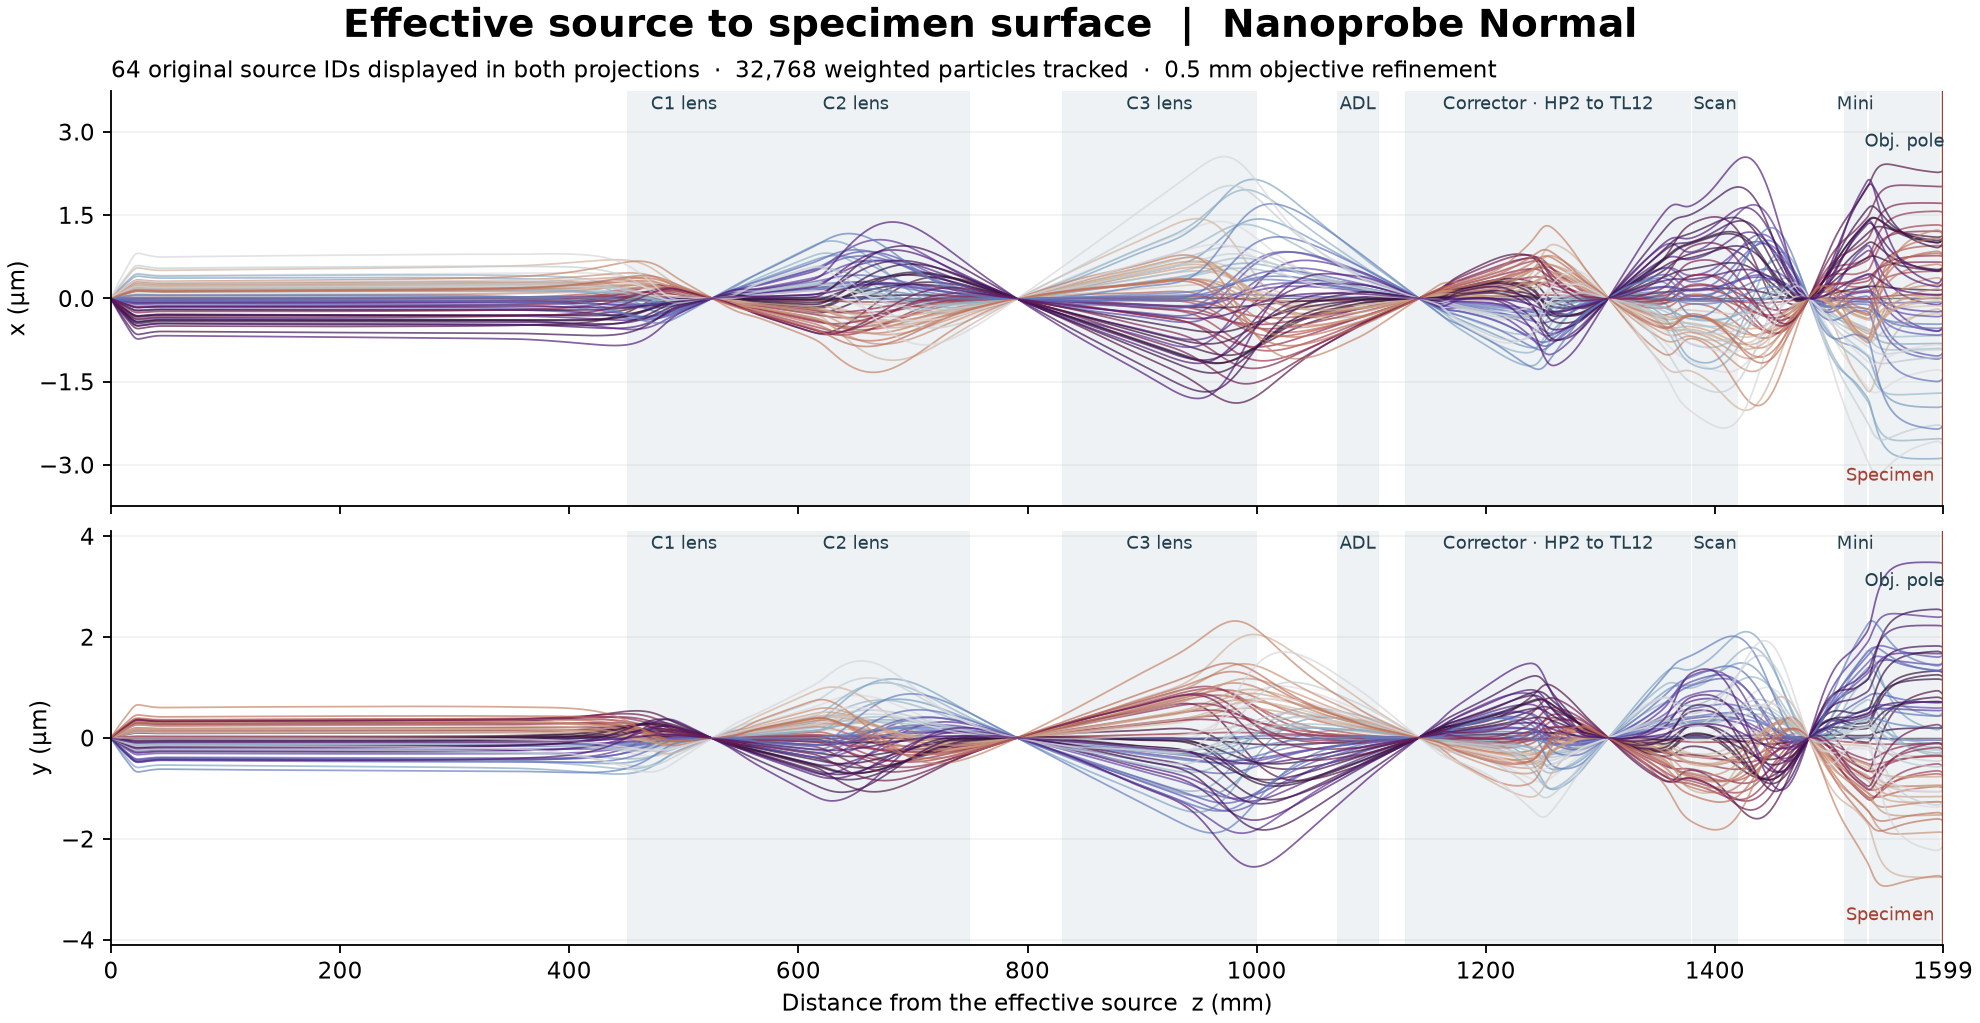 Effective source to specimen surface | Nanoprobe Normal
64 original source IDs displayed in both projections · 32,768 weighted particles tracked · 0.5 mm objective refinement
C1 lens C2 lens C3 lens ADL Corrector · HP2 to TL12 Scan Mini
Obj. pole
3.0
1.5
0.0
−1.5
−3.0
x (µm)
Specimen
C1 lens C2 lens C3 lens ADL Corrector · HP2 to TL12 Scan Mini
Obj. pole
4
2
0
−2
−4
y (µm)
Specimen
0 200 400 600 800 1000 1200 1400 1599
Distance from the effective source z (mm)